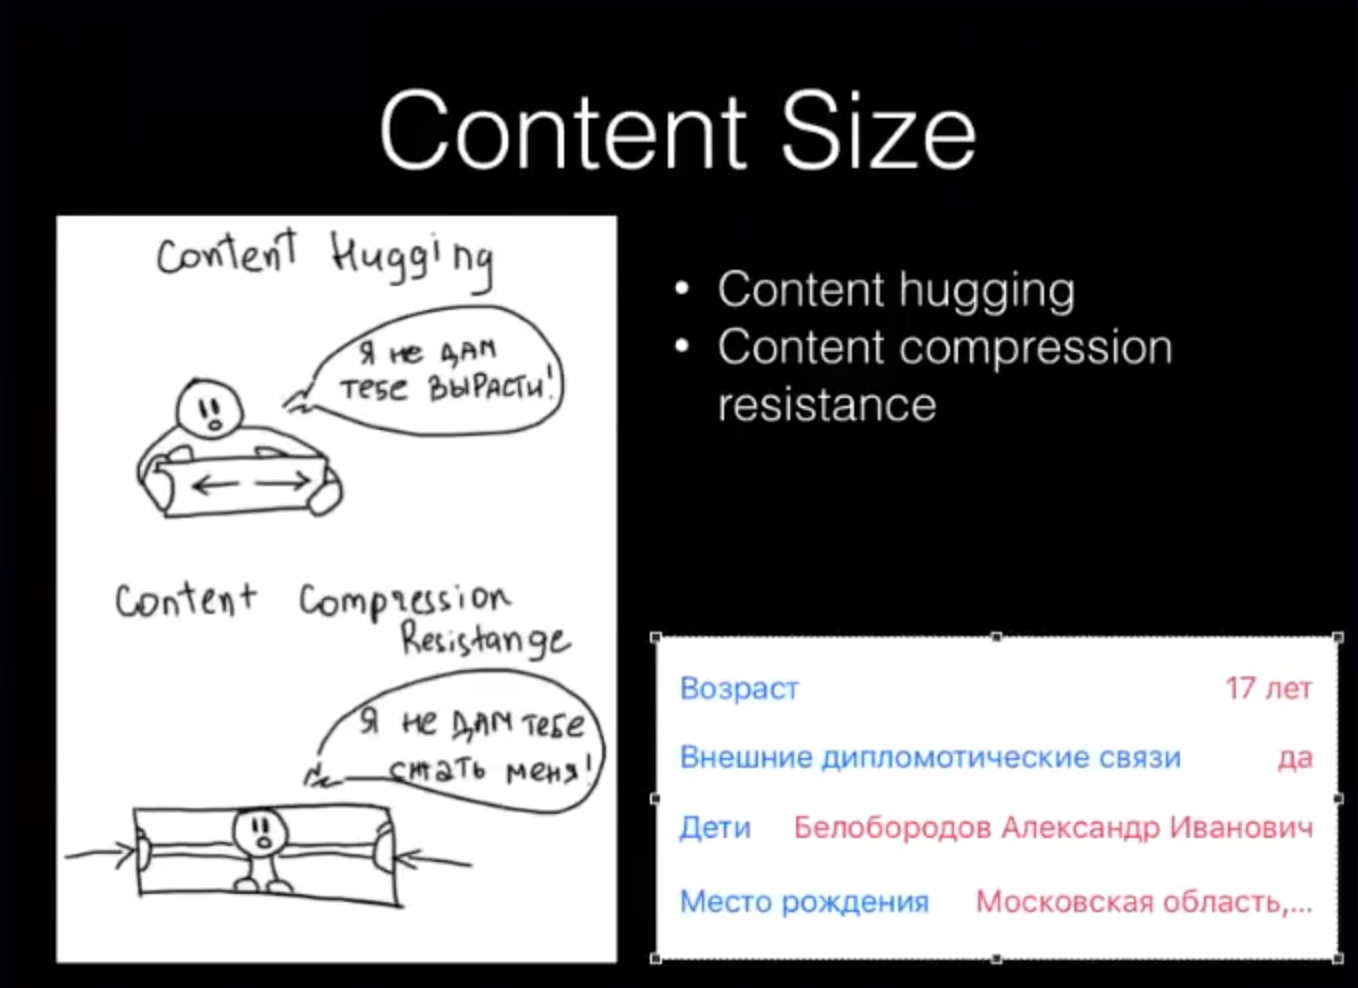 Content Size
Content Hugging
Я не дам
тебе вырасти!
Content Compression
Resistange
Я не дам тебе
сжать меня!
• Content hugging
• Content compression
resistance
Возраст 17 лет
Внешние дипломотические связи да
Дети Белобородов Александр Иванович
Место рождения Московская область,...